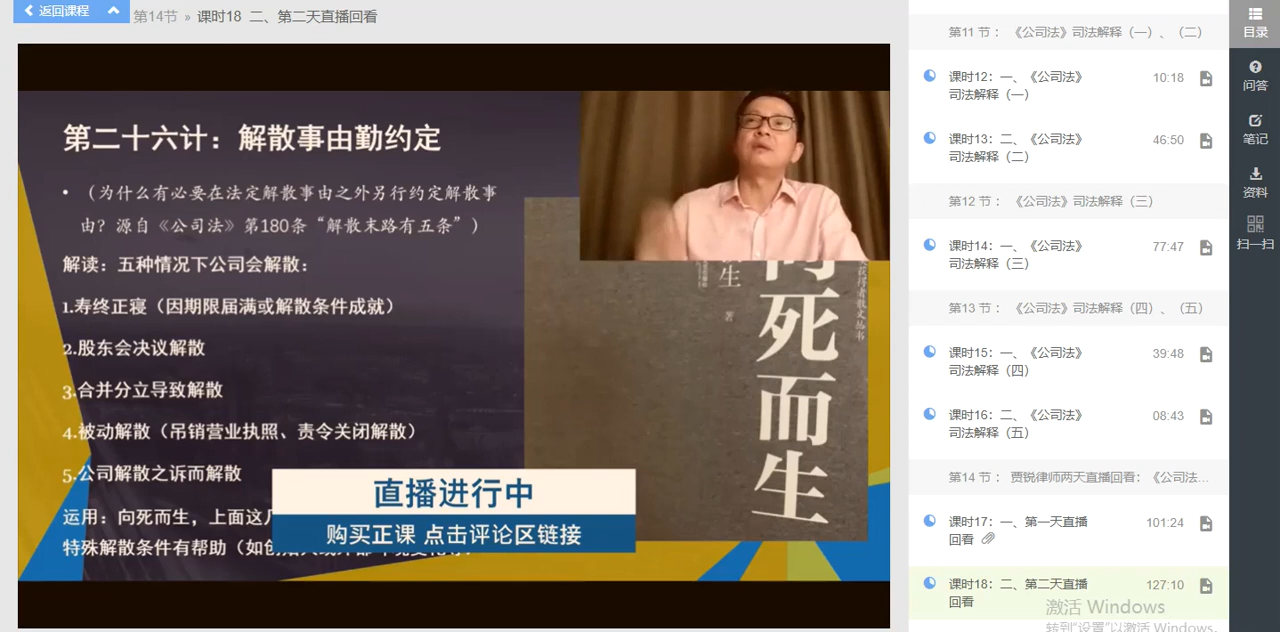 返回课程
第14节 » 课时18 二、第二天直播回看
第二十六计：解散事由勤约定
• （为什么有必要在法定解散事由之外另行约定解散事
由？源自《公司法》第180条“解散末路有五条”）
解读：五种情况下公司会解散：
1.寿终正寝（因期限届满或解散条件成就）
2.股东会决议解散
3.合并分立导致解散
4.被动解散（吊销营业执照、责令关闭解散）
5.公司解散之诉而解散
运用：向死而生，上面这几
特殊解散条件有帮助（如创始人
死而生
著
直播进行中
购买正课 点击评论区链接
第11 节： 《公司法》司法解释（一）、（二）
课时12：一、《公司法》 10:18
司法解释（一）
课时13：二、《公司法》 46:50
司法解释（二）
第12 节： 《公司法》司法解释（三）
课时14：一、《公司法》 77:47
司法解释（三）
第13 节： 《公司法》司法解释（四）、（五）
课时15：一、《公司法》 39:48
司法解释（四）
课时16：二、《公司法》 08:43
司法解释（五）
第14 节： 贾锐律师两天直播回看：《公司法...
课时17：一、第一天直播 101:24
回看
课时18：二、第二天直播 127:10
回看
激活 Windows
转到“设置”以激活 Windows。
目录
问答
笔记
资料
扫一扫